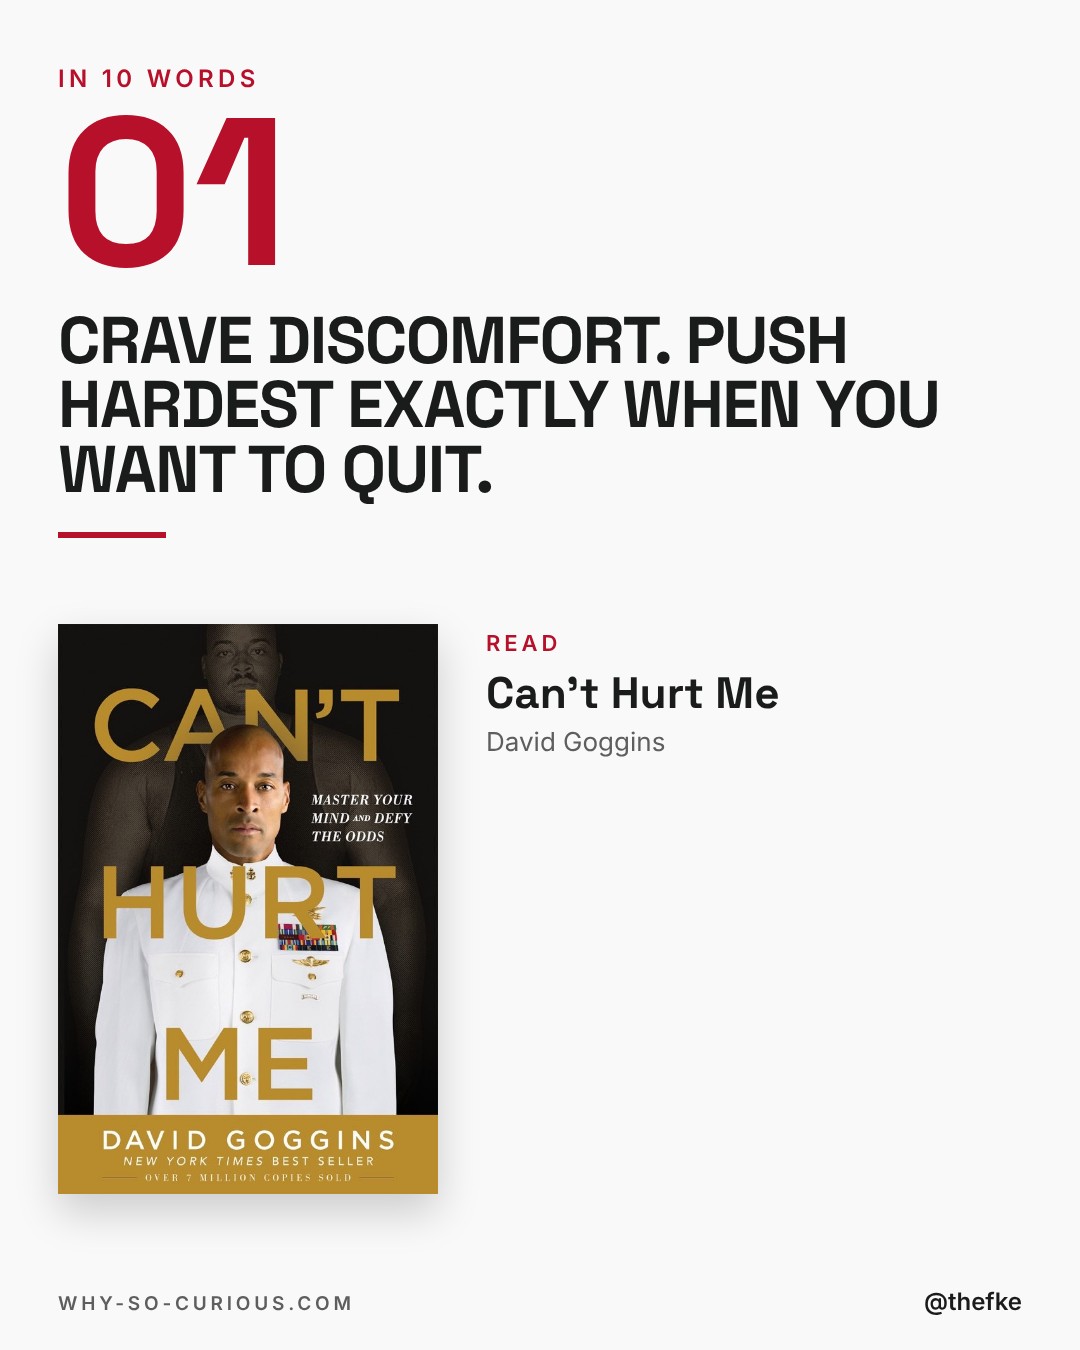 IN 10 WORDS
01
CRAVE DISCOMFORT. PUSH
HARDEST EXACTLY WHEN YOU
WANT TO QUIT.
CAN'T
MASTER YOUR
MIND AND DEFY
THE ODDS
HURT
ME
DAVID GOGGINS
NEW YORK TIMES BEST SELLER
OVER 7 MILLION COPIES SOLD
READ
Can't Hurt Me
David Goggins
WHY-SO-CURIOUS.COM
@thefke